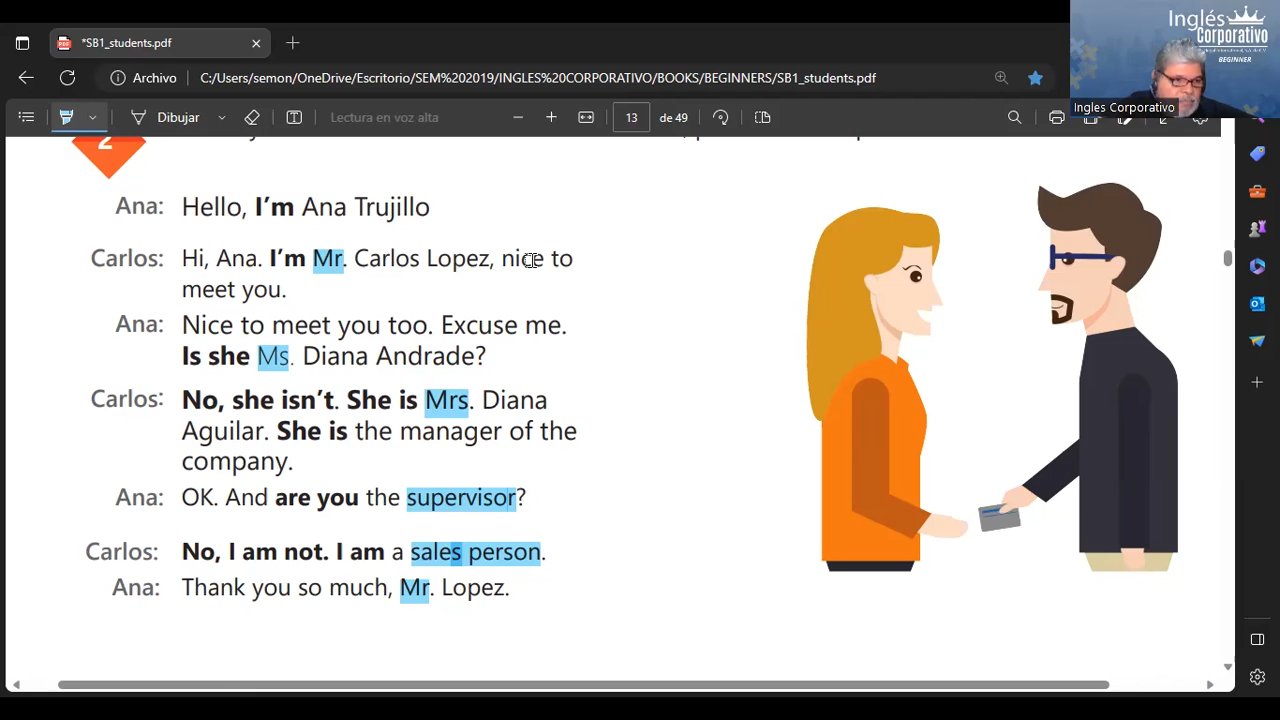 *SB1_students.pdf
Inglés
Corporativo
BEGINNER
Archivo
C:/Users/semon/OneDrive/Escritorio/SEM%202019/INGLES%20CORPORATIVO/BOOKS/BEGINNERS/SB1_students.pdf
Ingles Corporativo
Dibujar
Lectura en voz alta
13
de 49
2
Ana: Hello, I'm Ana Trujillo
Carlos: Hi, Ana. I'm Mr. Carlos Lopez, nice to
meet you.
Ana: Nice to meet you too. Excuse me.
Is she Ms. Diana Andrade?
Carlos: No, she isn't. She is Mrs. Diana
Aguilar. She is the manager of the
company.
Ana: OK. And are you the supervisor?
Carlos: No, I am not. I am a sales person.
Ana: Thank you so much, Mr. Lopez.